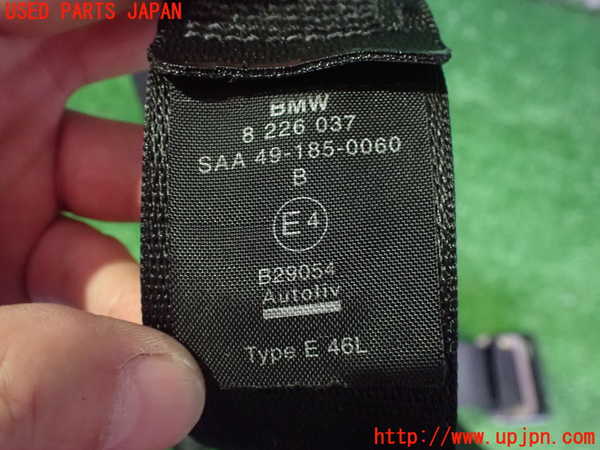 USED PARTS JAPAN
BMW
8 226 037
SAA 49-185-0060
B
E4
B29054
Autoliv
Type E 46L
http://www.upjpn.com/